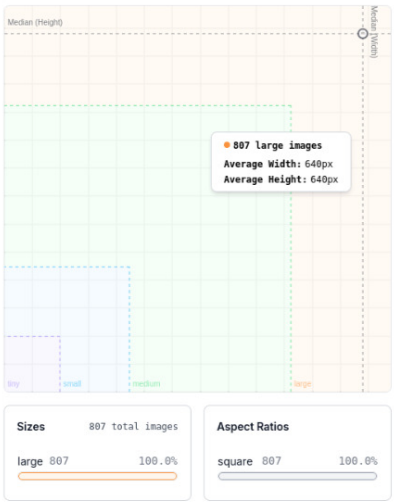 Median (Height)
Median (Width)
807 large images
Average Width: 640px
Average Height: 640px
tiny
small
medium
large
Sizes
807 total images
large 807
100.0%
Aspect Ratios
square 807
100.0%